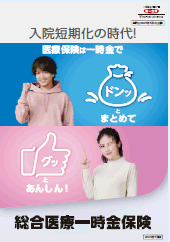 入院短期化の時代!
医療保険は一時金で
ドンッ
と
まとめて
グッ
と
あんしん!
総合医療一時金保険